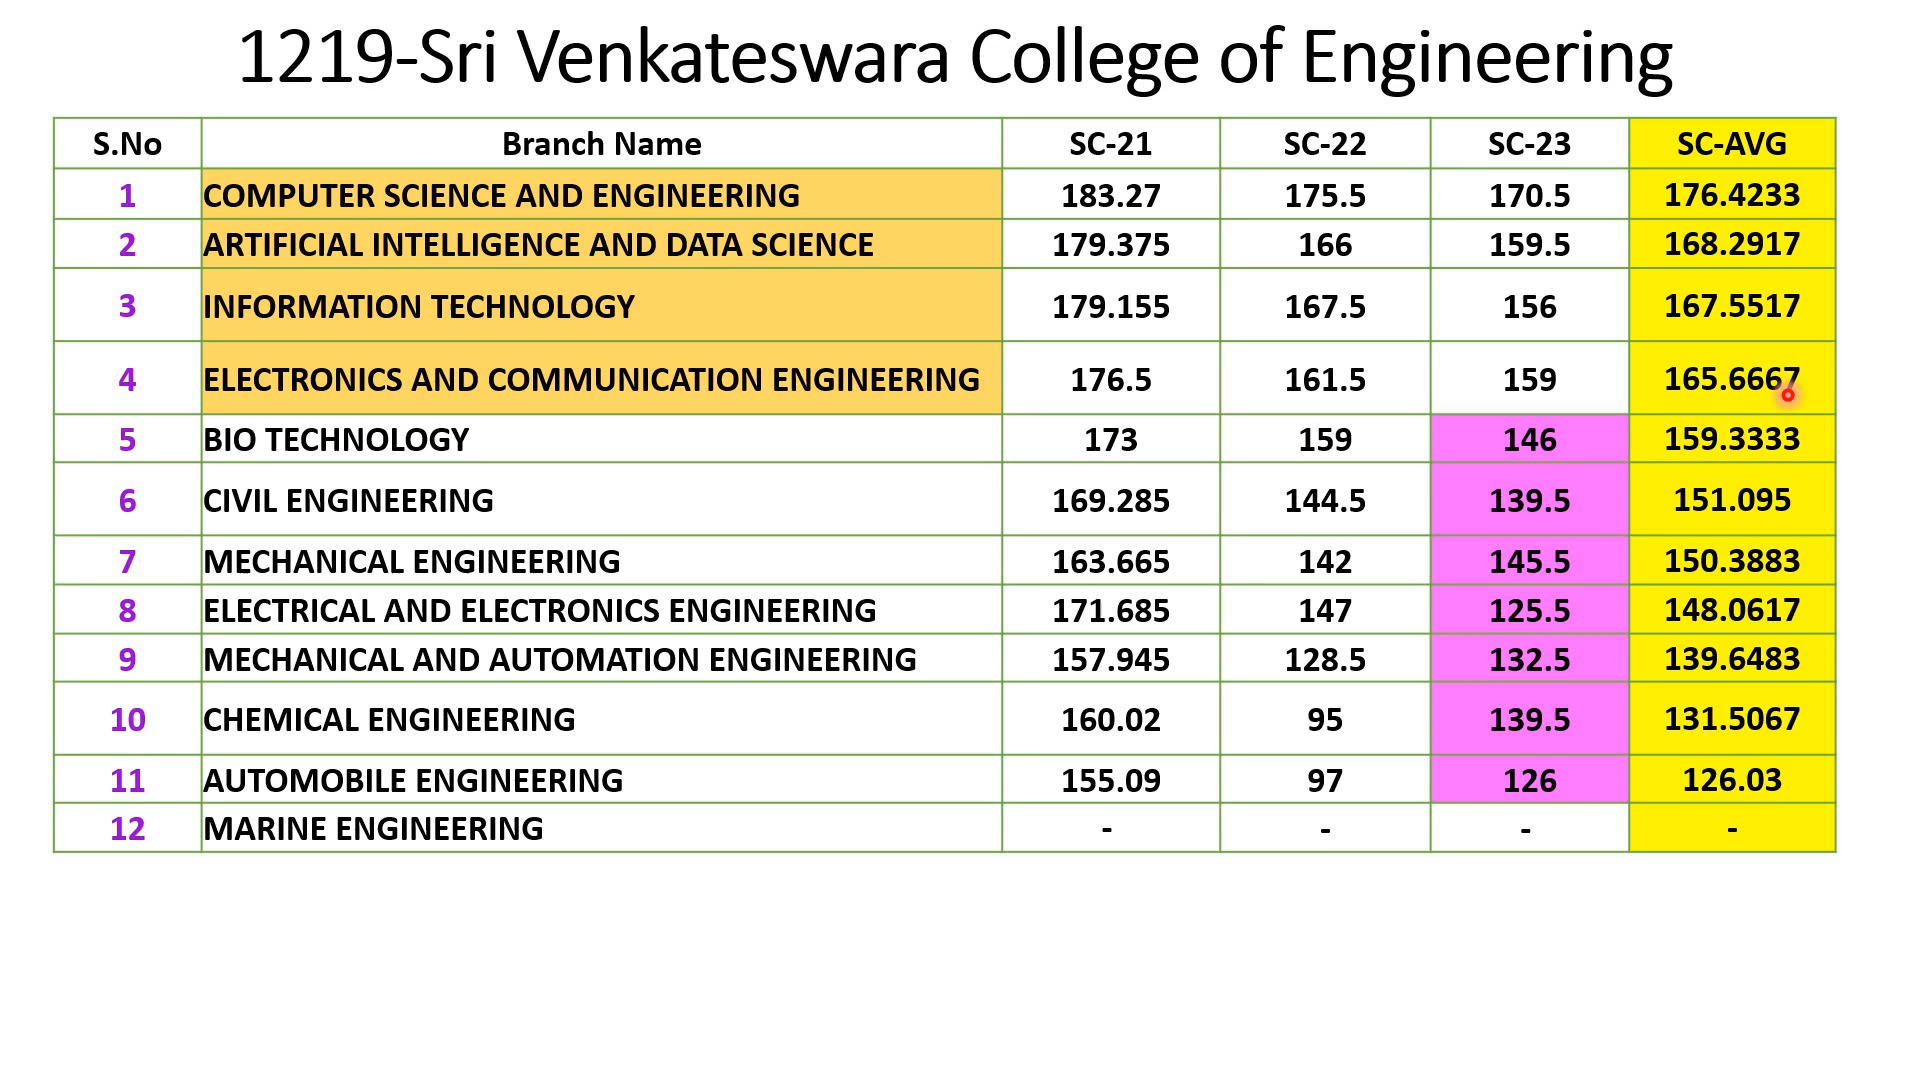 1219-Sri Venkateswara College of Engineering
S.No Branch Name SC-21 SC-22 SC-23 SC-AVG
1 COMPUTER SCIENCE AND ENGINEERING 183.27 175.5 170.5 176.4233
2 ARTIFICIAL INTELLIGENCE AND DATA SCIENCE 179.375 166 159.5 168.2917
3 INFORMATION TECHNOLOGY 179.155 167.5 156 167.5517
4 ELECTRONICS AND COMMUNICATION ENGINEERING 176.5 161.5 159 165.6667
5 BIO TECHNOLOGY 173 159 146 159.3333
6 CIVIL ENGINEERING 169.285 144.5 139.5 151.095
7 MECHANICAL ENGINEERING 163.665 142 145.5 150.3883
8 ELECTRICAL AND ELECTRONICS ENGINEERING 171.685 147 125.5 148.0617
9 MECHANICAL AND AUTOMATION ENGINEERING 157.945 128.5 132.5 139.6483
10 CHEMICAL ENGINEERING 160.02 95 139.5 131.5067
11 AUTOMOBILE ENGINEERING 155.09 97 126 126.03
12 MARINE ENGINEERING - - - -